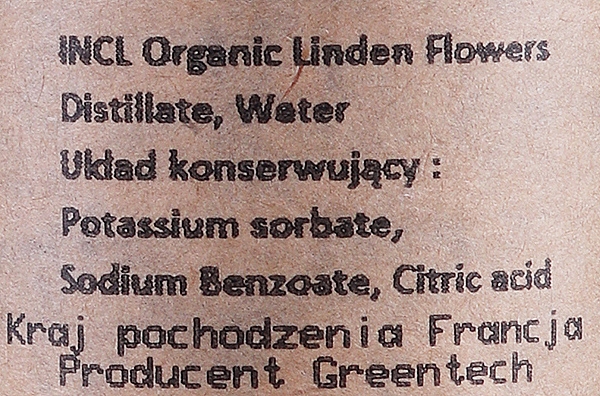 INCL Organic Linden Flowers
Distillate, Water
Układ konserwujący :
Potassium sorbate,
Sodium Benzoate, Citric acid
Kraj pochodzenia Francja
Producent Greentech